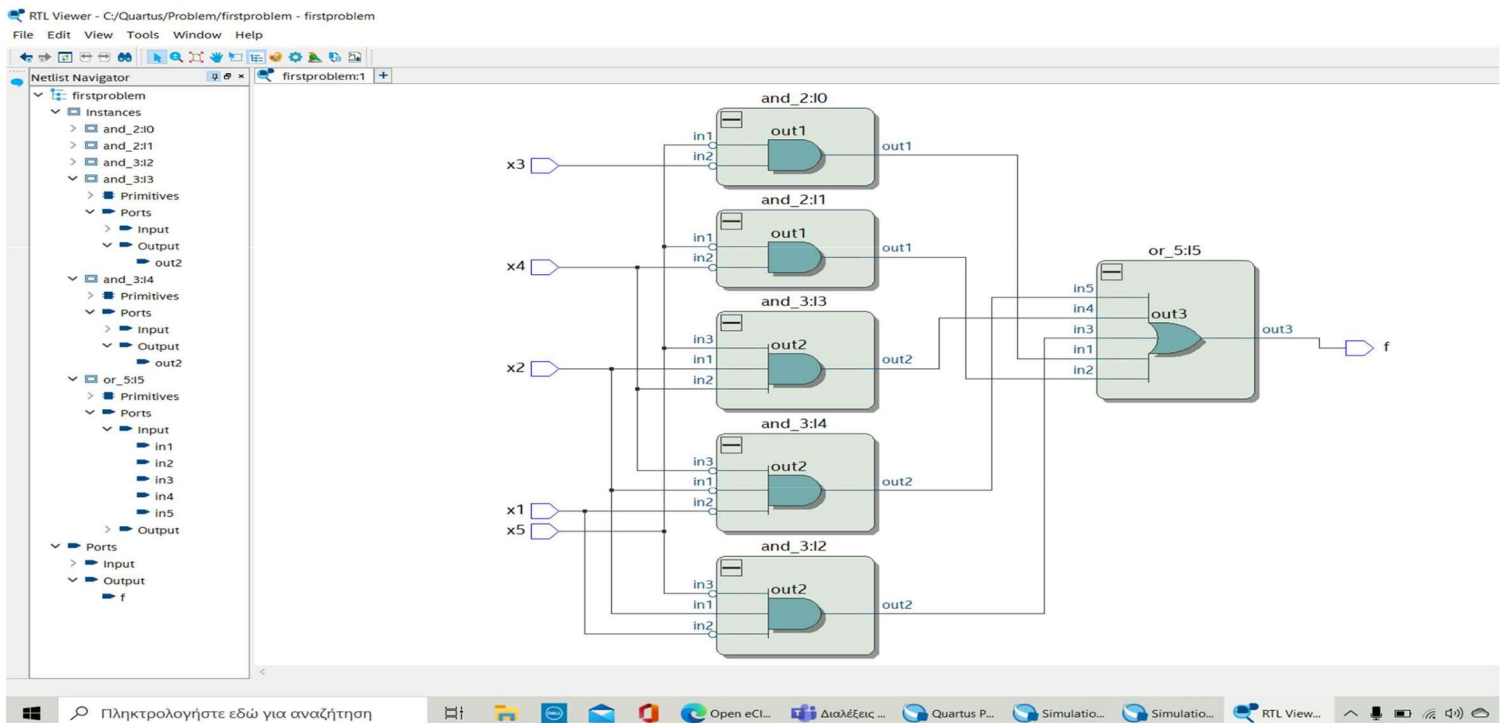 RTL Viewer - C:/Quartus/Problem/firstproblem - firstproblem
File Edit View Tools Window Help
Netlist Navigator
firstproblem:1
firstproblem
Instances
and_2:I0
and_2:I1
and_3:I2
and_3:I3
Primitives
Ports
Input
Output
out2
and_3:I4
Primitives
Ports
Input
Output
out2
or_5:I5
Primitives
Ports
Input
in1
in2
in3
in4
in5
Output
Ports
Input
Output
f
and_2:I0
in1
in2
out1
out1
x3
and_2:I1
in1
in2
out1
out1
x4
and_3:I3
in3
in1
in2
out2
out2
x2
and_3:I4
in3
in1
in2
out2
out2
x1
x5
and_3:I2
in3
in1
in2
out2
out2
or_5:I5
in5
in4
in3
in1
in2
out3
out3
f
Πληκτρολογήστε εδώ για αναζήτηση
Open eCl...
Διαλέξεις ...
Quartus P...
Simulatio...
Simulatio...
RTL View...